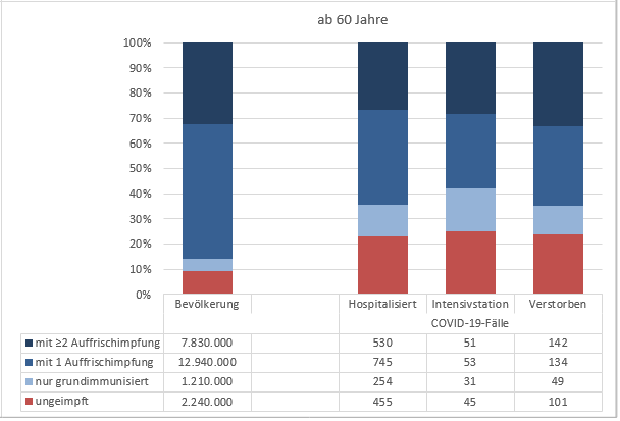 ab 60 Jahre
100%
90%
80%
70%
60%
50%
40%
30%
20%
10%
0%
Bevölkerung Hospitalisiert Intensivstation Verstorben
COVID-19-Fälle
mit ≥2 Auffrischimpfung 7.830.000 530 51 142
mit 1 Auffrischimpfung 12.940.000 745 53 134
nur grundimmunisiert 1.210.000 254 31 49
ungeimpft 2.240.000 455 45 101